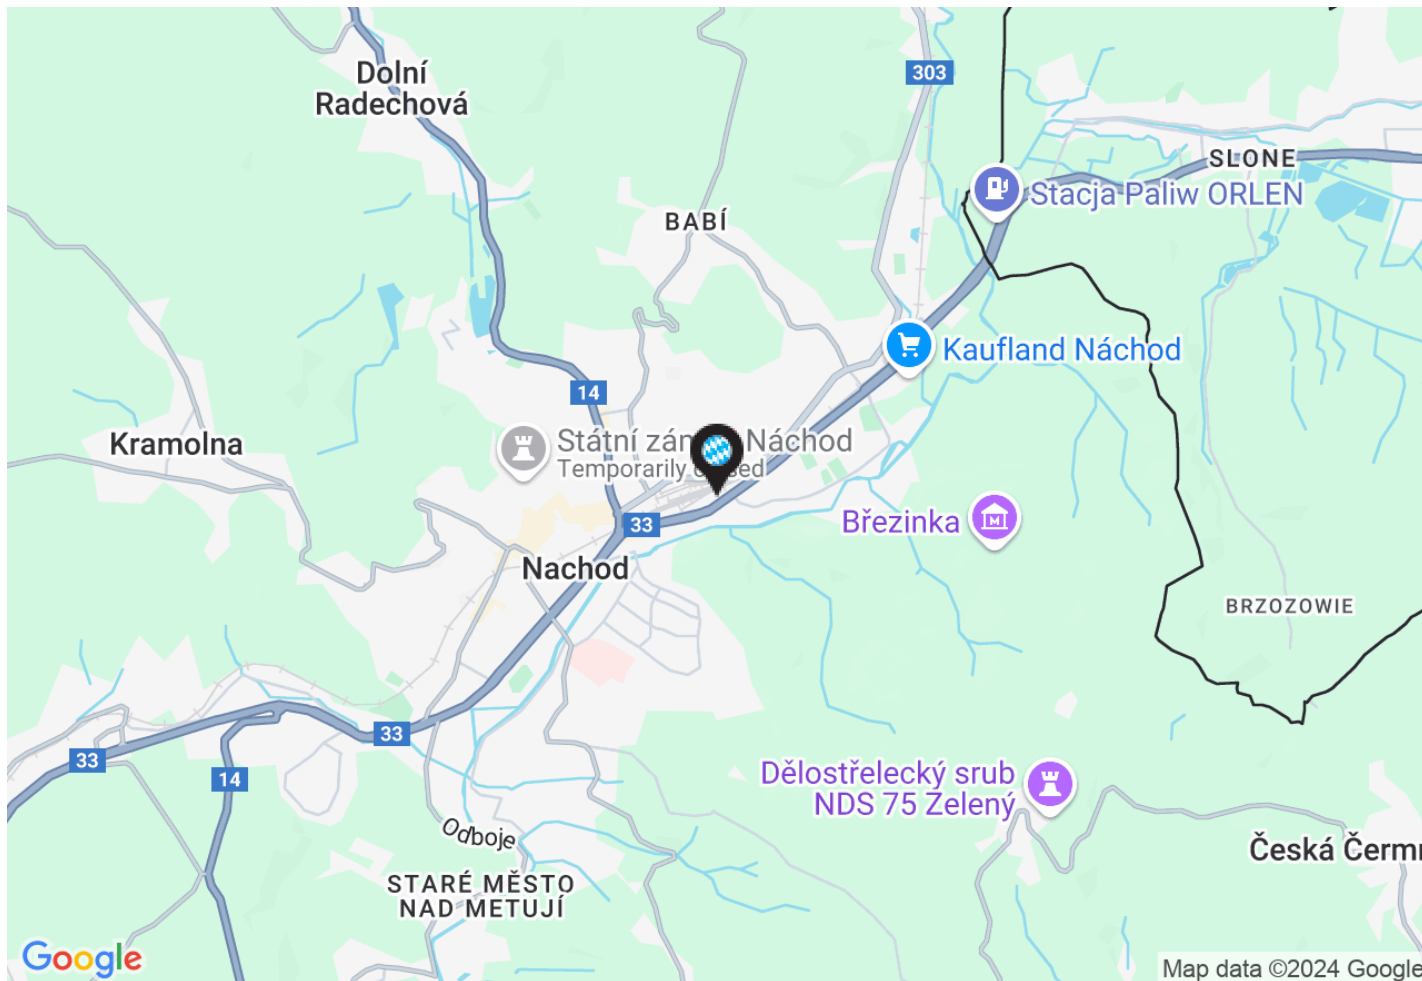 Dolní
Radechová
303
SLONE
Stacja Paliw ORLEN
BABÍ
Kaufland Náchod
14
Kramolna
Státní zám Náchod
Temporarily sed
33
Březinka
Nachod
BRZOZOWIE
33
33
14
Dělostřelecký srub
NDS 75 Zelený
Odboje
Česká Čerm
STARÉ MĚSTO
NAD METUJÍ
Google
Map data ©2024 Google